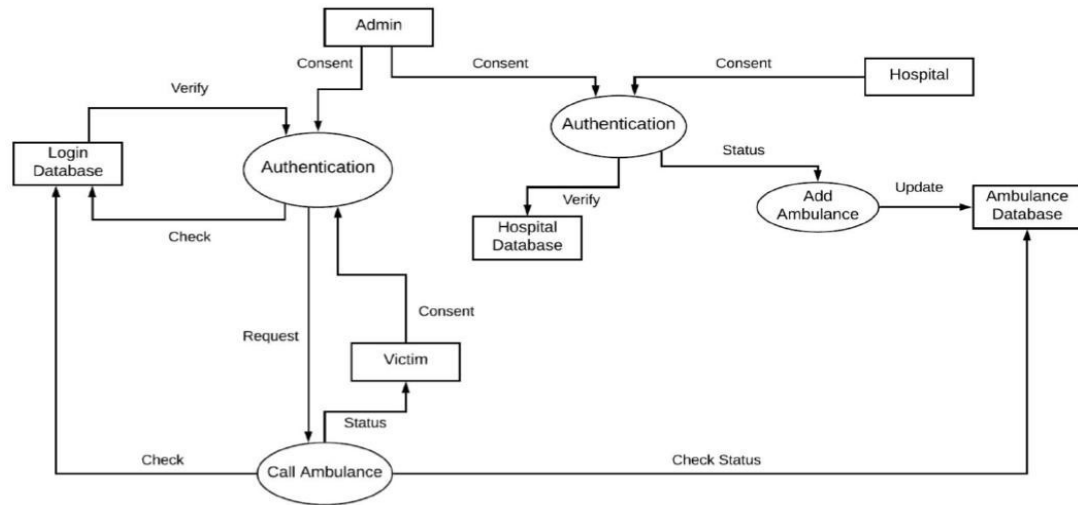 Admin
Consent
Consent
Consent
Hospital
Verify
Authentication
Login
Database
Authentication
Status
Add
Ambulance
Update
Ambulance
Database
Verify
Hospital
Database
Check
Consent
Request
Victim
Status
Check
Call Ambulance
Check Status